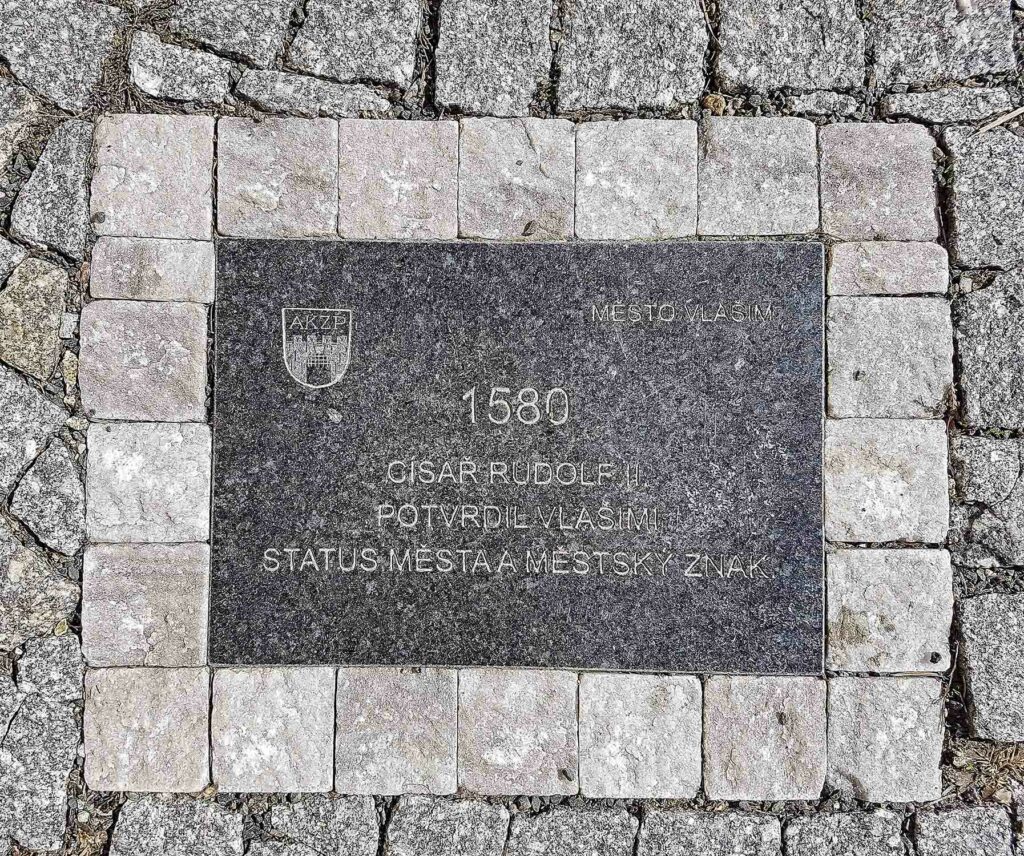 AKZP
MĚSTO VLAŠIM
1580
CÍSAŘ RUDOLF II.
POTVRDIL VLAŠIMI
STATUS MĚSTA A MĚSTSKÝ ZNAK.